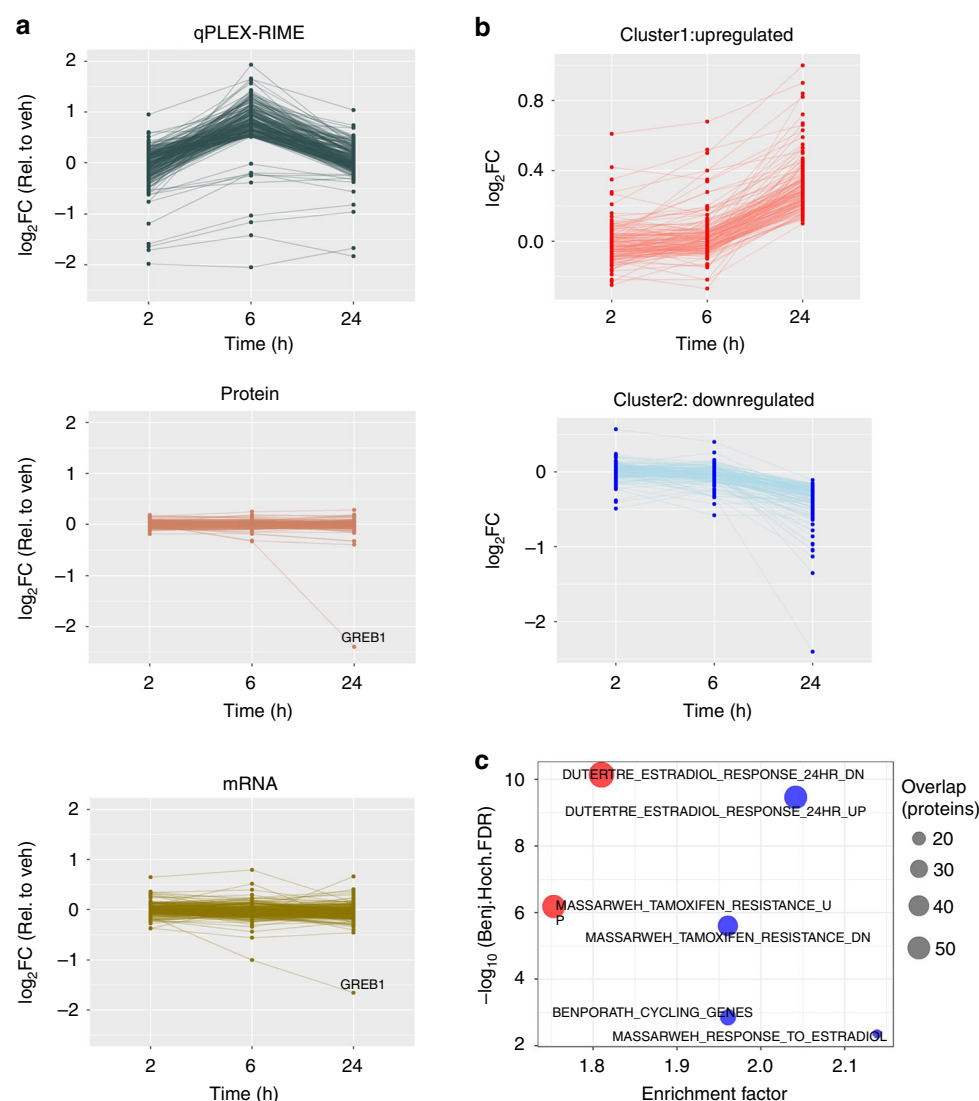 a
qPLEX-RIME
2
1
0
−1
−2
log2FC (Rel. to veh)
2 6 24
Time (h)
Protein
2
1
0
−1
−2
log2FC (Rel. to veh)
GREB1
2 6 24
Time (h)
mRNA
2
1
0
−1
−2
log2FC (Rel. to veh)
GREB1
2 6 24
Time (h)
b
Cluster1:upregulated
0.8
0.4
0.0
log2FC
2 6 24
Time (h)
Cluster2: downregulated
0
−1
−2
log2FC
2 6 24
Time (h)
c
10
8
6
4
2
−log10 (Benj.Hoch.FDR)
DUTERTRE_ESTRADIOL_RESPONSE_24HR_DN
DUTERTRE_ESTRADIOL_RESPONSE_24HR_UP
MASSARWEH_TAMOXIFEN_RESISTANCE_U
P
MASSARWEH_TAMOXIFEN_RESISTANCE_DN
BENPORATH_CYCLING_GENES
MASSARWEH_RESPONSE_TO_ESTRADIOL
1.8 1.9 2.0 2.1
Enrichment factor
Overlap
(proteins)
20
30
40
50